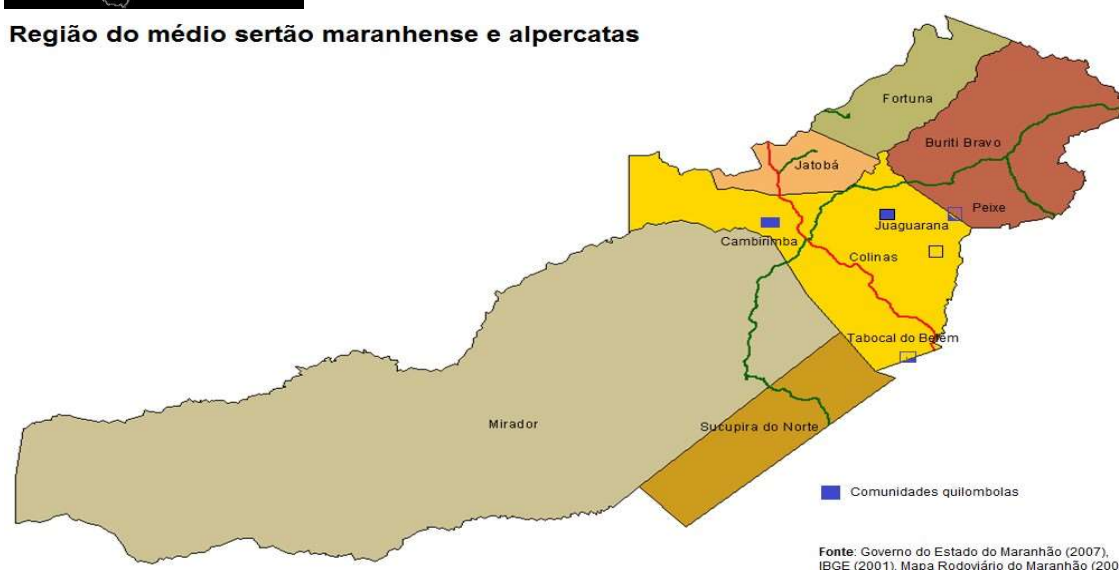 Região do médio sertão maranhense e alpercatas
Fortuna
Buriti Bravo
Jatobá
Peixe
Juaguarana
Cambirimba
Colinas
Tabocal do Belém
Mirador
Sucupira do Norte
Comunidades quilombolas
Fonte: Governo do Estado do Maranhão (2007),
IBGE (2001), Mapa Rodoviário do Maranhão (200